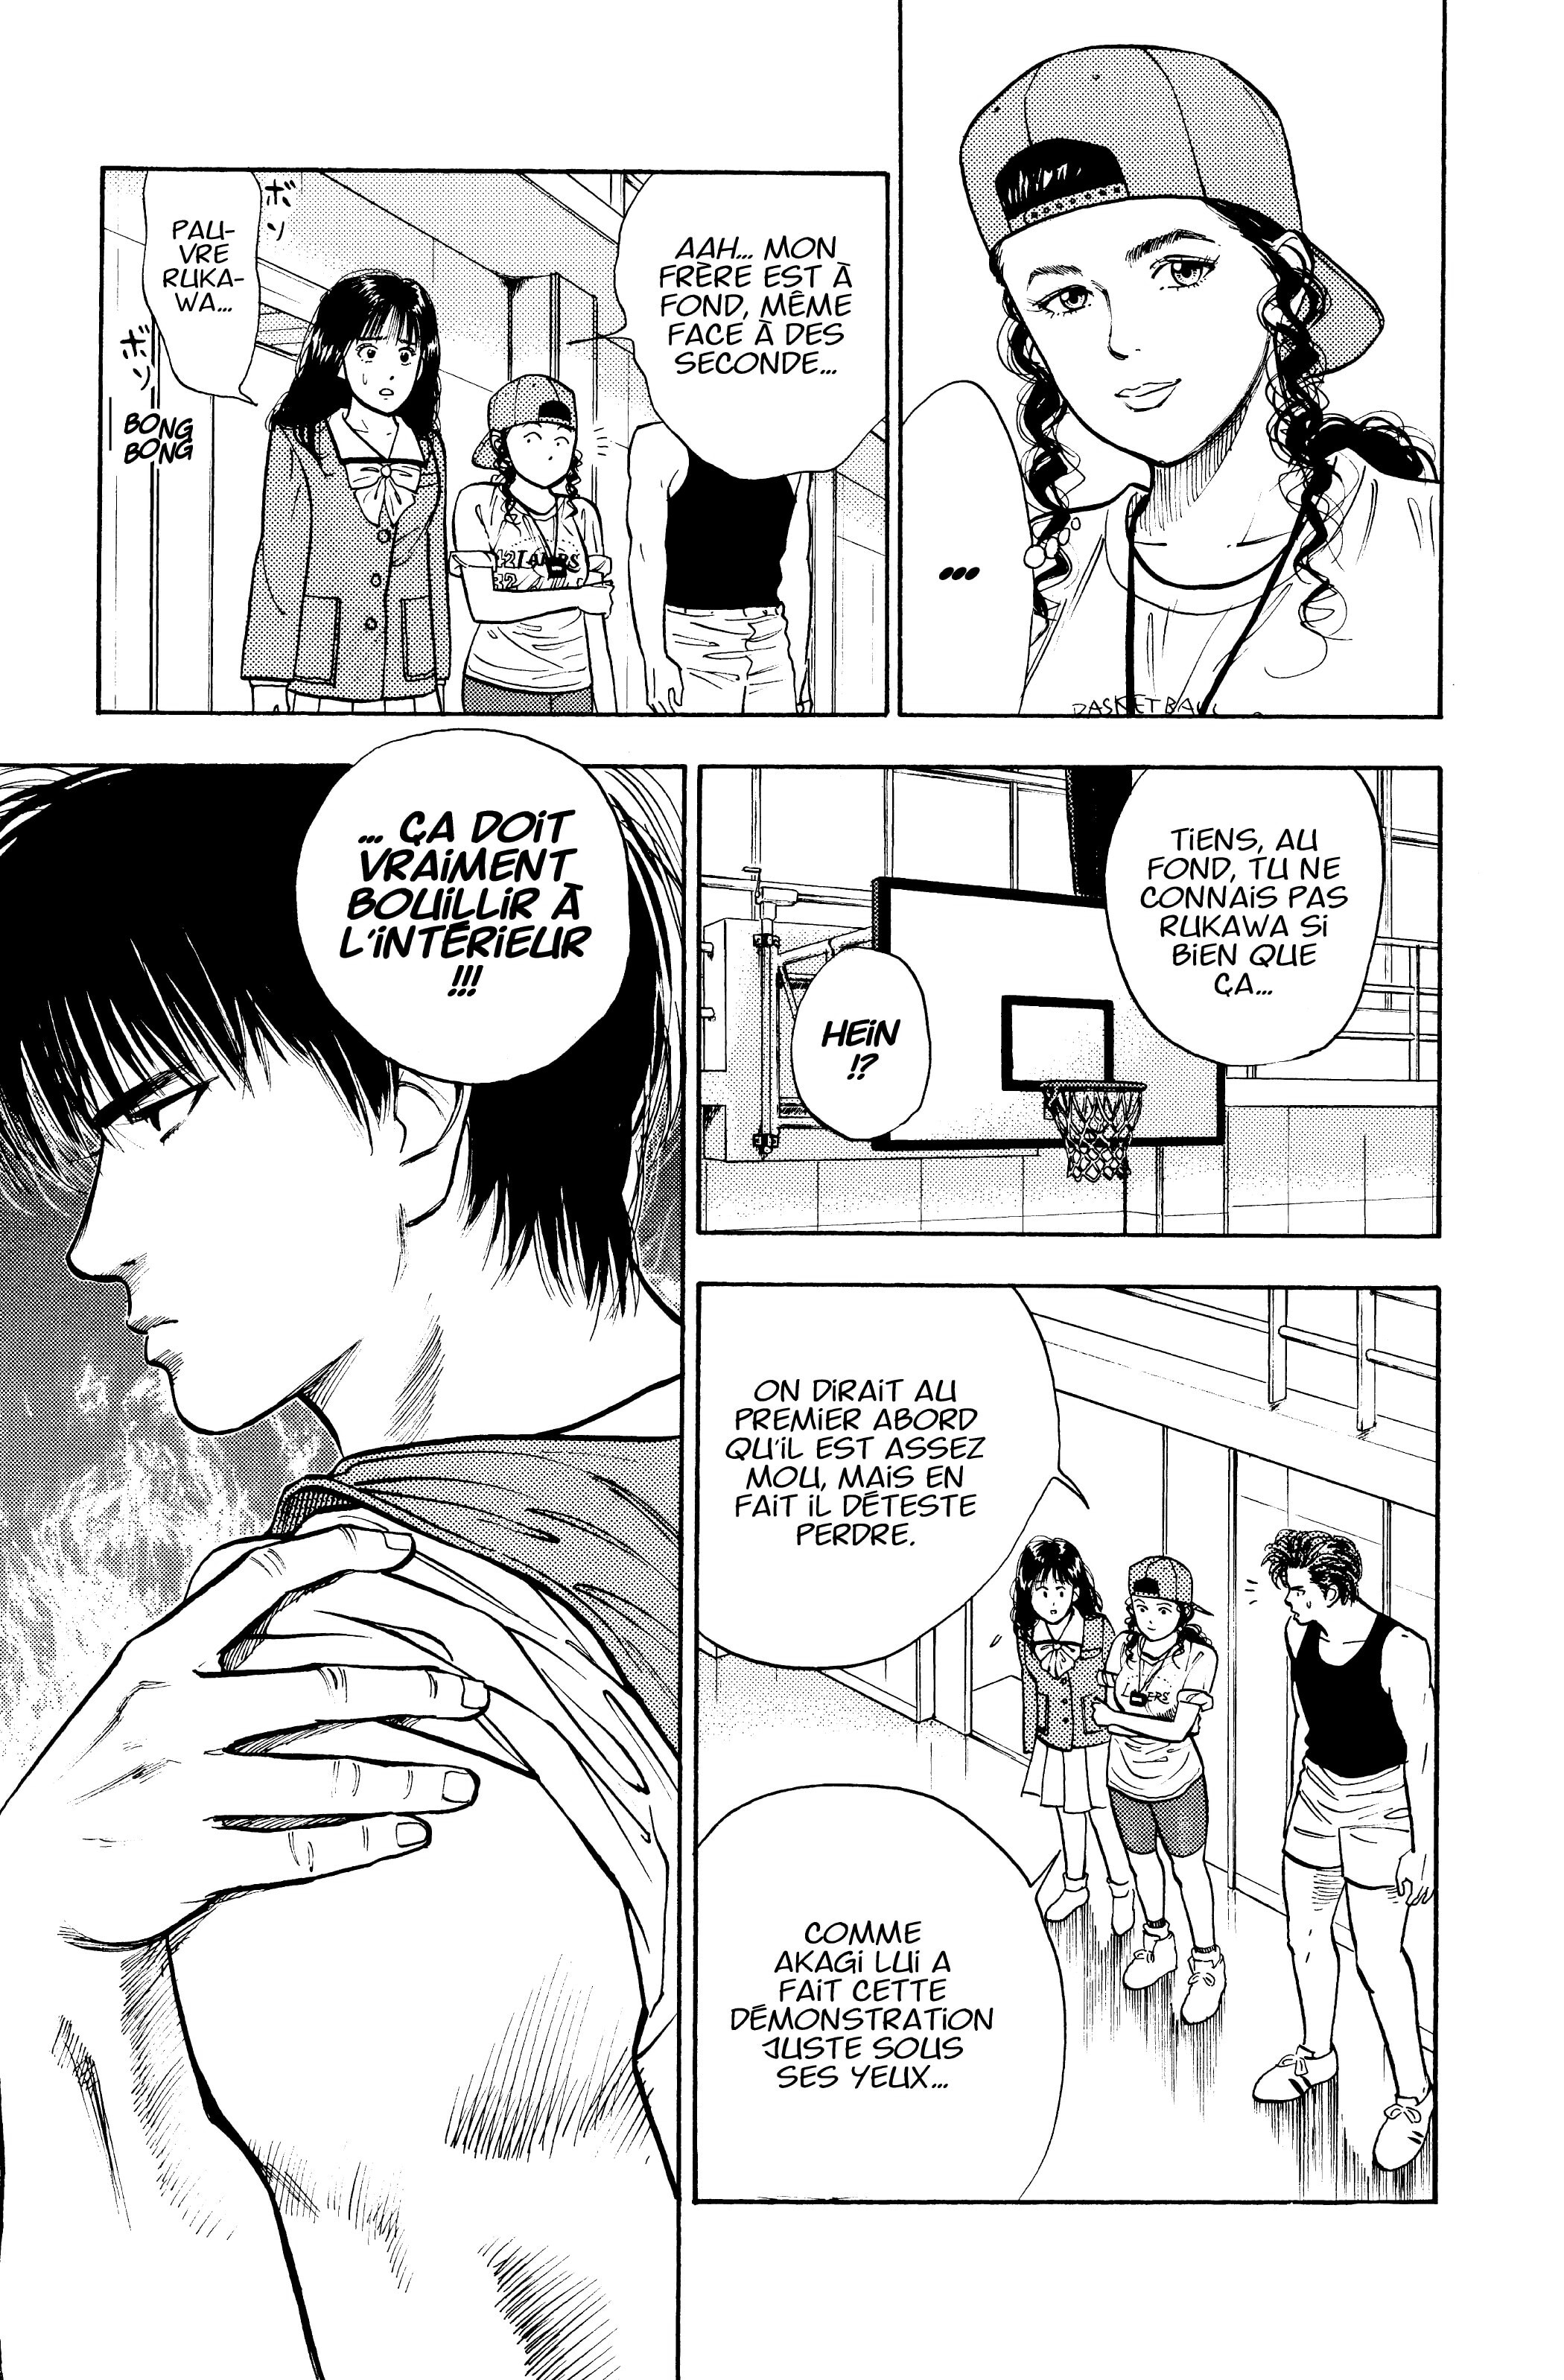 ...
BASKETBALL
AAH... MON
FRÈRE EST À
FOND, MÊME
FACE À DES
SECONDE...
ボソ
PAU-
VRE
RUKA-
WA...
ボソ
BONG
BONG
TIENS, AU
FOND, TU NE
CONNAIS PAS
RUKAWA SI
BIEN QUE
ÇA...
HEIN
!?
ON DIRAIT AU
PREMIER ABORD
QU'IL EST ASSEZ
MOU, MAIS EN
FAIT IL DÉTESTE
PERDRE.
COMME
AKAGI LUI A
FAIT CETTE
DÉMONSTRATION
JUSTE SOUS
SES YEUX...
... ÇA DOIT
VRAIMENT
BOUILLIR À
L'INTÉRIEUR
!!!